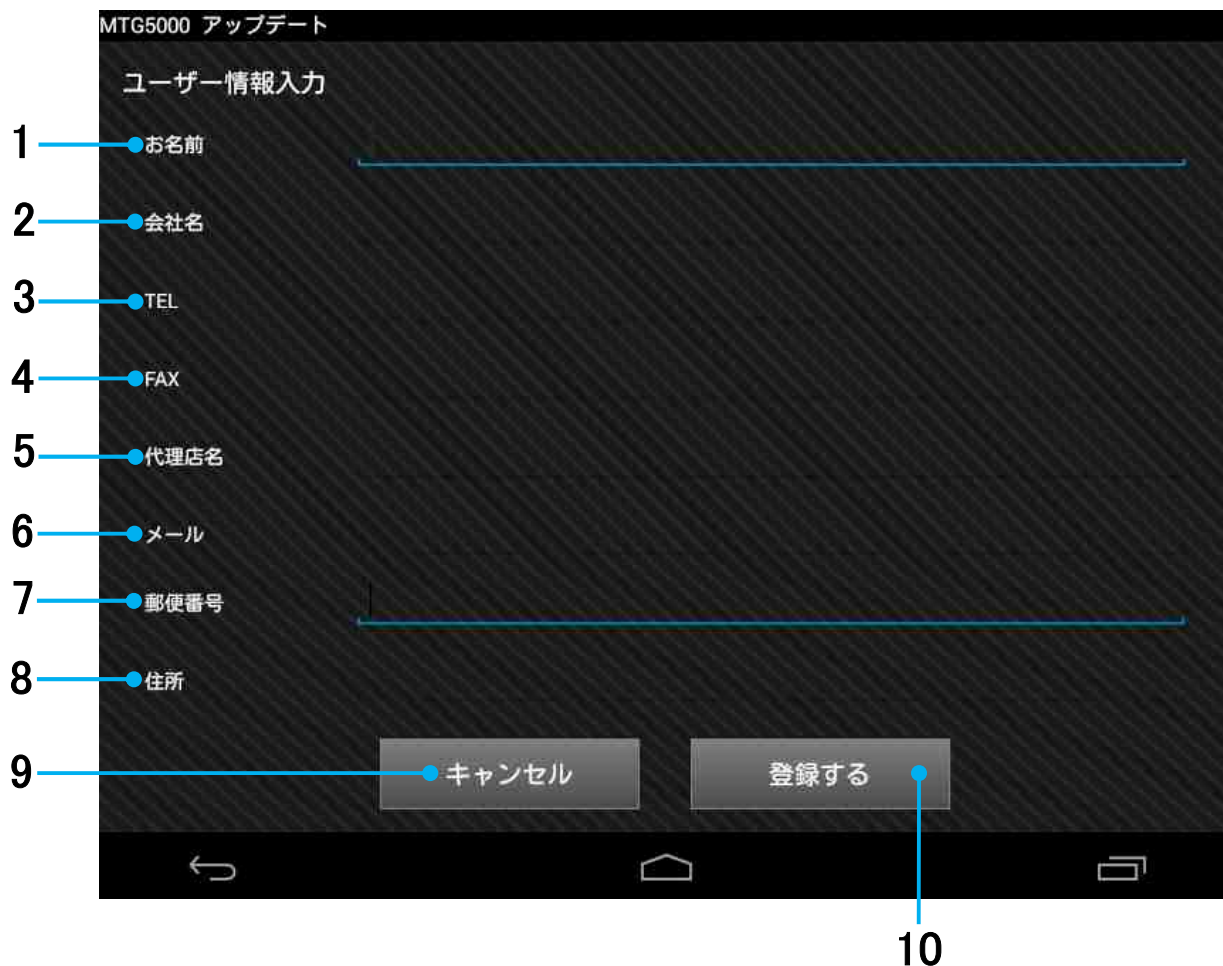 MTG5000 アップデート
ユーザー情報入力
1 お名前
2 会社名
3 TEL
4 FAX
5 代理店名
6 メール
7 郵便番号
8 住所
9 キャンセル 登録する
10